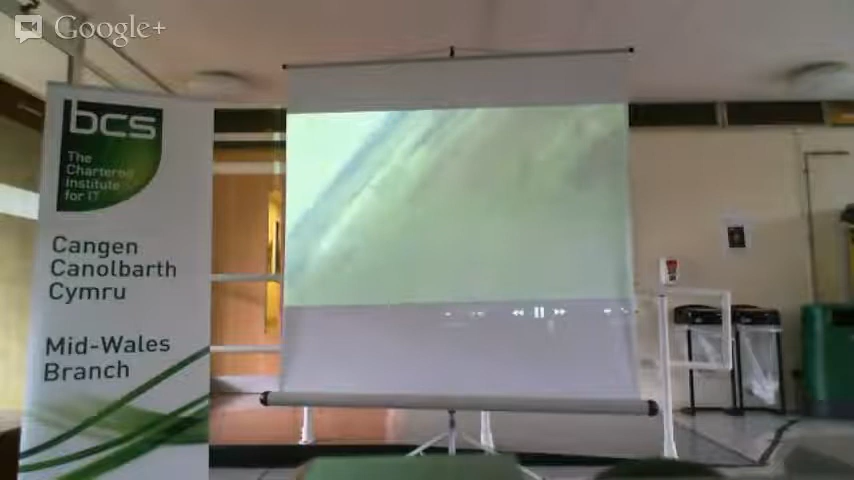 Google+
bcs
The
Chartered
Institute
for IT
Cangen
Canolbarth
Cymru
Mid-Wales
Branch